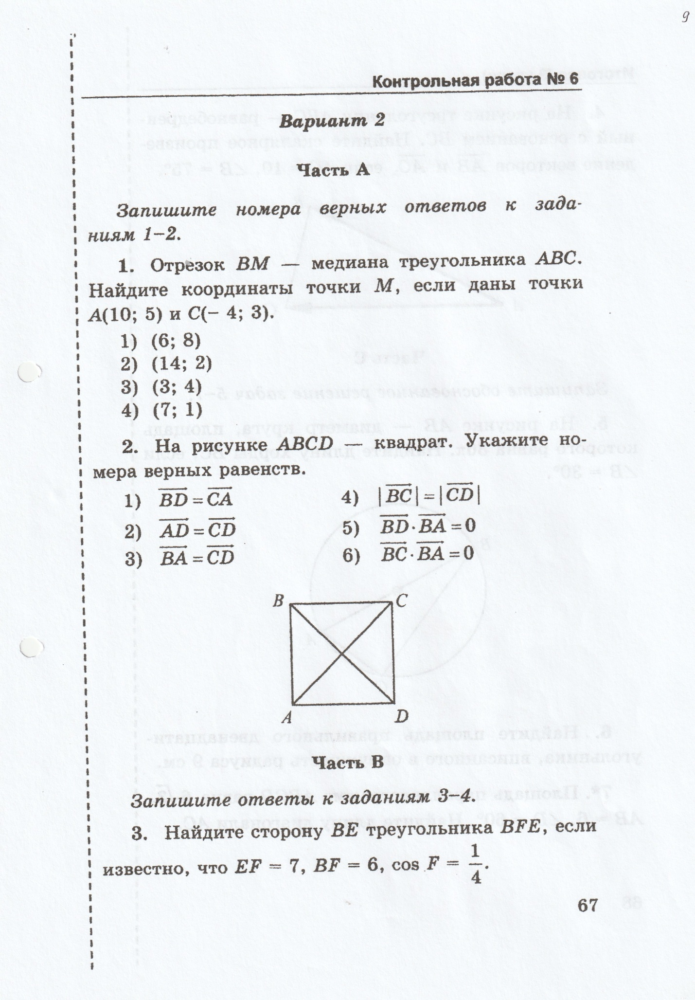 9
Контрольная работа № 6
Вариант 2
Часть А
Запишите номера верных ответов к зада-
ниям 1–2.
1. Отрезок BM — медиана треугольника ABC.
Найдите координаты точки M, если даны точки
A(10; 5) и C(– 4; 3).
1) (6; 8)
2) (14; 2)
3) (3; 4)
4) (7; 1)
2. На рисунке ABCD — квадрат. Укажите но-
мера верных равенств.
1) $\overrightarrow{BD} = \overrightarrow{CA}$
2) $\overrightarrow{AD} = \overrightarrow{CD}$
3) $\overrightarrow{BA} = \overrightarrow{CD}$
4) $|\overrightarrow{BC}| = |\overrightarrow{CD}|$
5) $\overrightarrow{BD} \cdot \overrightarrow{BA} = 0$
6) $\overrightarrow{BC} \cdot \overrightarrow{BA} = 0$
B C
A D
Часть В
Запишите ответы к заданиям 3–4.
3. Найдите сторону BE треугольника BFE, если
известно, что EF = 7, BF = 6, cos F = $\frac{1}{4}$.
67